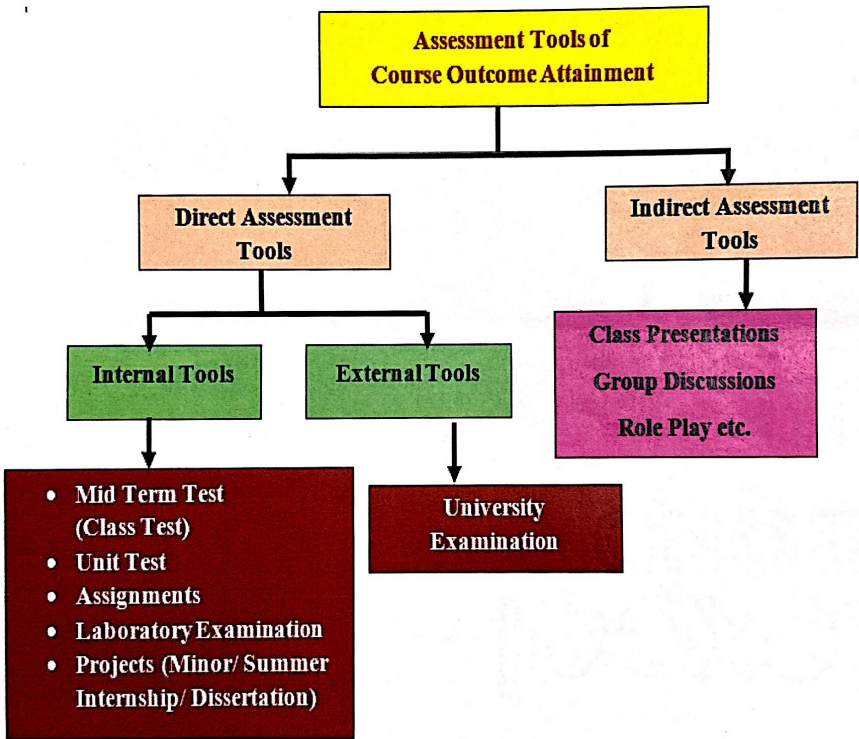 Assessment Tools of
Course Outcome Attainment
Direct Assessment
Tools
Indirect Assessment
Tools
Internal Tools
External Tools
Class Presentations
Group Discussions
Role Play etc.
• Mid Term Test
(Class Test)
• Unit Test
• Assignments
• Laboratory Examination
• Projects (Minor/ Summer
Internship/ Dissertation)
University
Examination